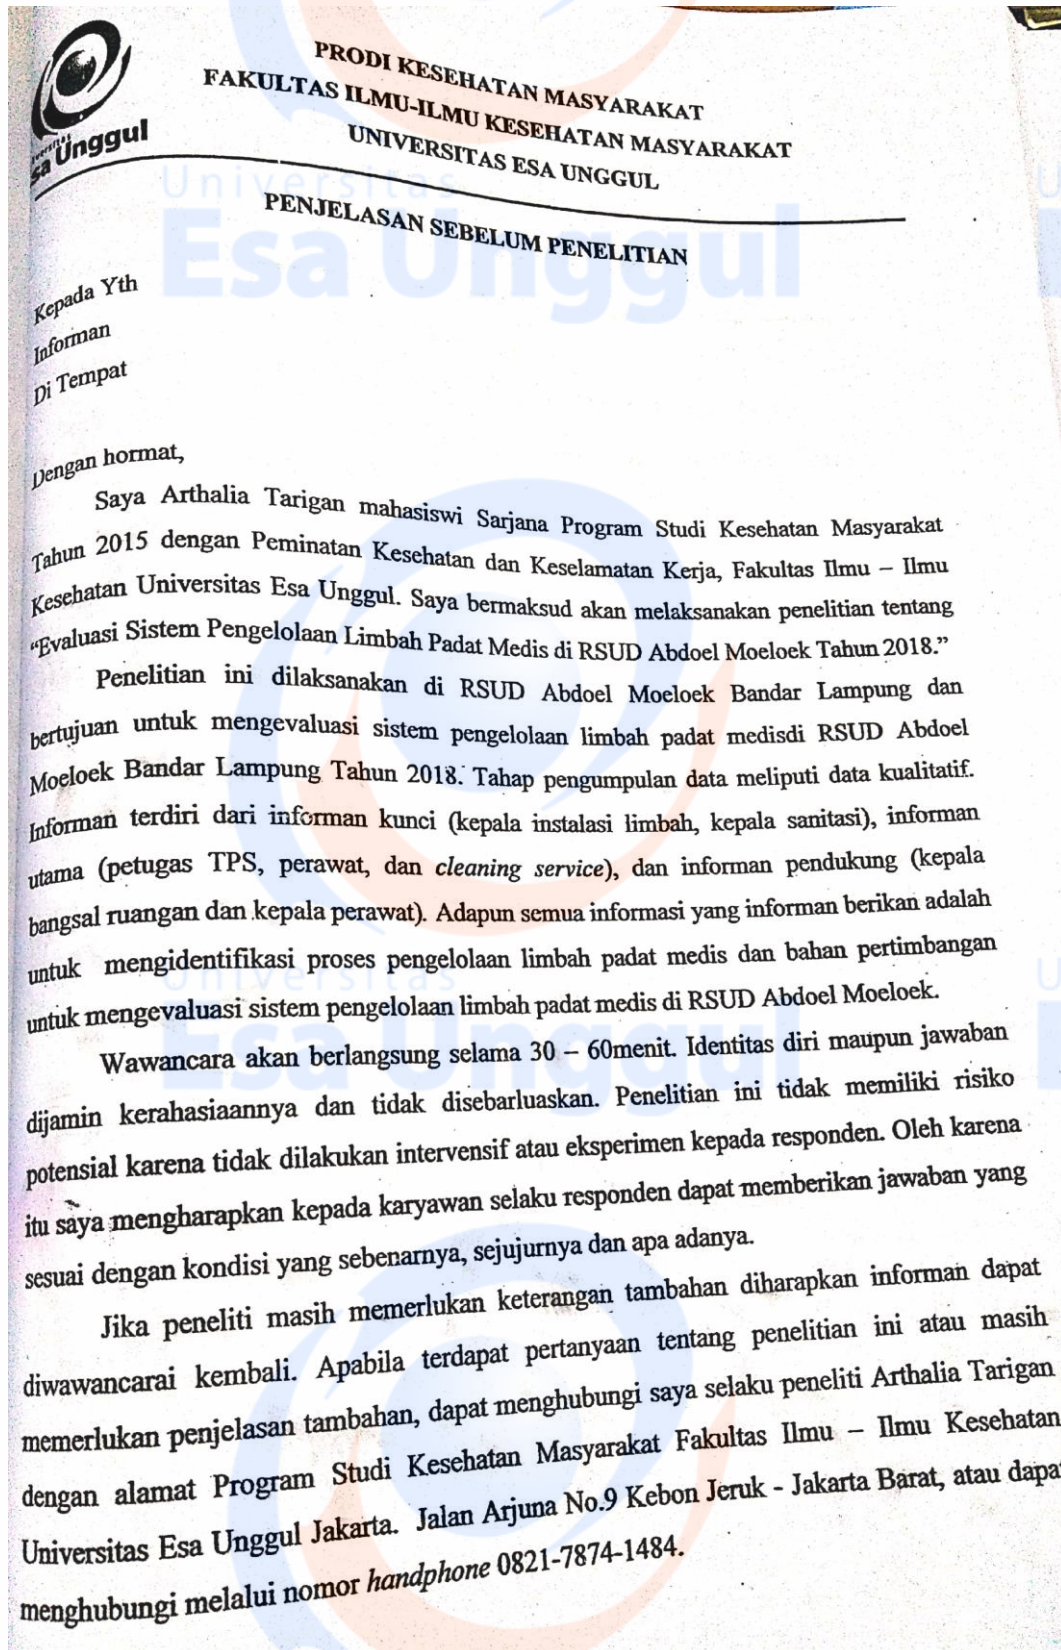 PRODI KESEHATAN MASYARAKAT
FAKULTAS ILMU-ILMU KESEHATAN MASYARAKAT
UNIVERSITAS ESA UNGGUL
Esa Unggul
Universitas
Esa Unggul
PENJELASAN SEBELUM PENELITIAN
Kepada Yth
Informan
Di Tempat
Dengan hormat,
Saya Arthalia Tarigan mahasiswi Sarjana Program Studi Kesehatan Masyarakat
Tahun 2015 dengan Peminatan Kesehatan dan Keselamatan Kerja, Fakultas Ilmu – Ilmu
Kesehatan Universitas Esa Unggul. Saya bermaksud akan melaksanakan penelitian tentang
“Evaluasi Sistem Pengelolaan Limbah Padat Medis di RSUD Abdoel Moeloek Tahun 2018.”
Penelitian ini dilaksanakan di RSUD Abdoel Moeloek Bandar Lampung dan
bertujuan untuk mengevaluasi sistem pengelolaan limbah padat medisdi RSUD Abdoel
Moeloek Bandar Lampung Tahun 2018. Tahap pengumpulan data meliputi data kualitatif.
Informan terdiri dari informan kunci (kepala instalasi limbah, kepala sanitasi), informan
utama (petugas TPS, perawat, dan cleaning service), dan informan pendukung (kepala
bangsal ruangan dan kepala perawat). Adapun semua informasi yang informan berikan adalah
untuk mengidentifikasi proses pengelolaan limbah padat medis dan bahan pertimbangan
untuk mengevaluasi sistem pengelolaan limbah padat medis di RSUD Abdoel Moeloek.
Universitas
Esa Unggul
Wawancara akan berlangsung selama 30 – 60menit. Identitas diri maupun jawaban
dijamin kerahasiaannya dan tidak disebarluaskan. Penelitian ini tidak memiliki risiko
potensial karena tidak dilakukan intervensif atau eksperimen kepada responden. Oleh karena
itu saya mengharapkan kepada karyawan selaku responden dapat memberikan jawaban yang
sesuai dengan kondisi yang sebenarnya, sejujurnya dan apa adanya.
Jika peneliti masih memerlukan keterangan tambahan diharapkan informan dapat
diwawancarai kembali. Apabila terdapat pertanyaan tentang penelitian ini atau masih
memerlukan penjelasan tambahan, dapat menghubungi saya selaku peneliti Arthalia Tarigan
dengan alamat Program Studi Kesehatan Masyarakat Fakultas Ilmu – Ilmu Kesehatan
Universitas Esa Unggul Jakarta. Jalan Arjuna No.9 Kebon Jeruk - Jakarta Barat, atau dapat
menghubungi melalui nomor handphone 0821-7874-1484.